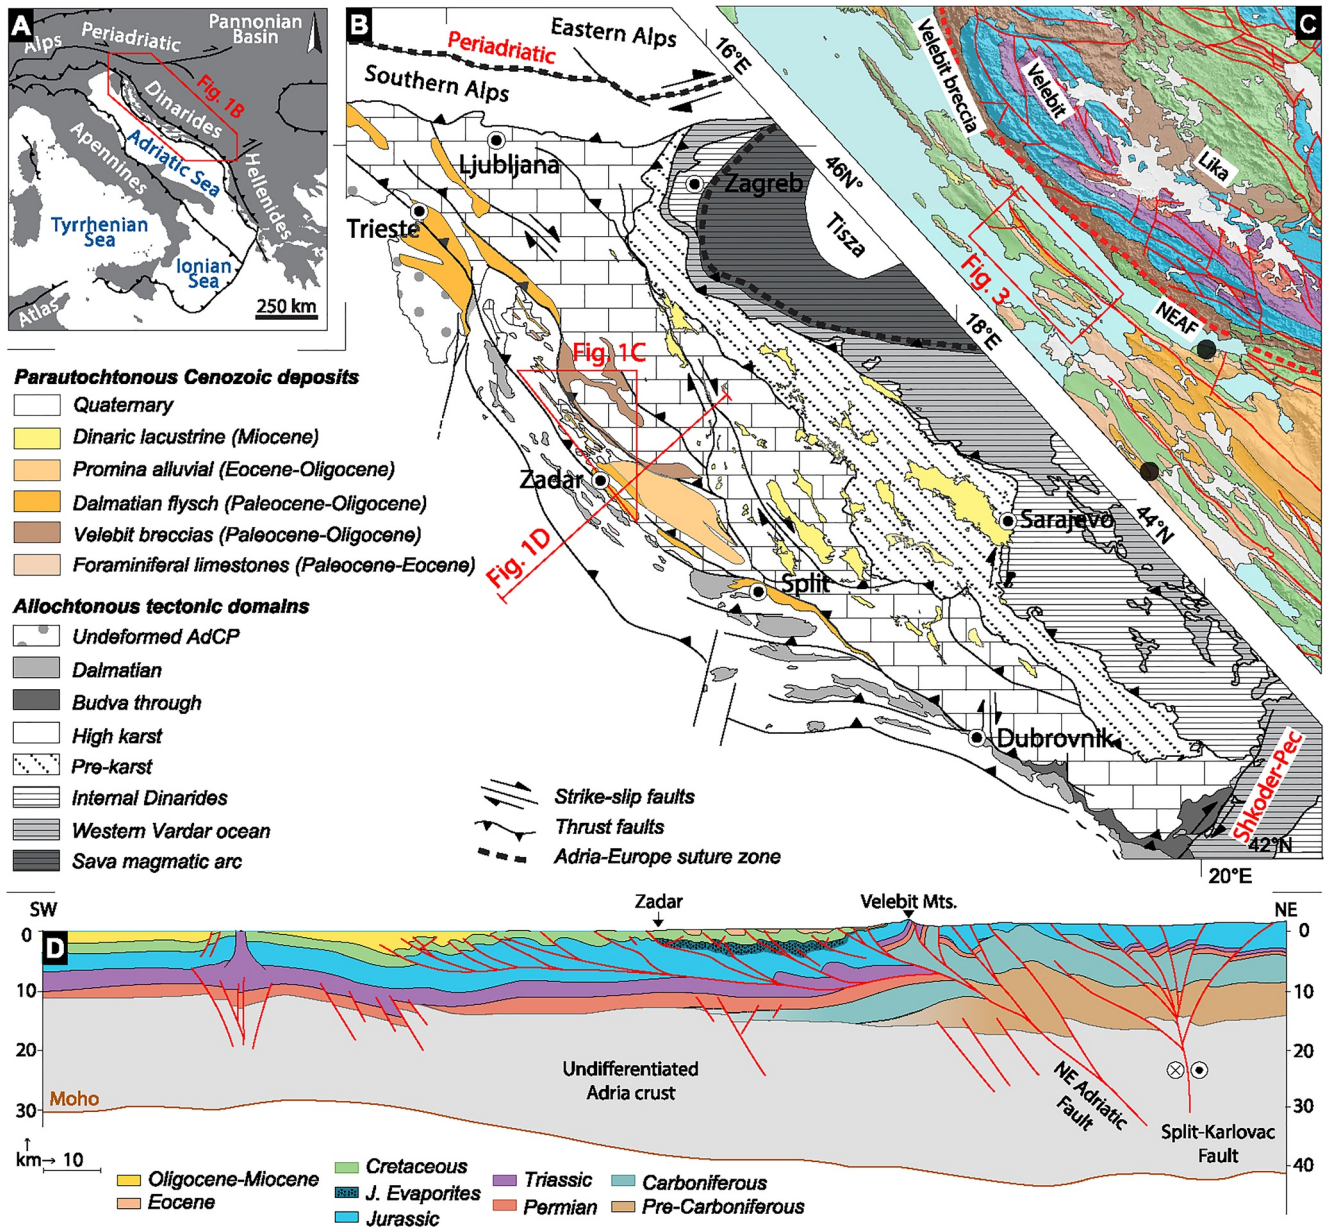 A
Pannonian
Basin
Alps
Periadriatic
Fig. 1B
Dinarides
Apennines
Adriatic Sea
Hellenides
Tyrrhenian
Sea
Ionian
Sea
Atlas
250 km
B
Eastern Alps
Periadriatic
Southern Alps
16°E
Ljubljana
46N°
Zagreb
Trieste
Tisza
18°E
Fig. 1C
Zadar
Fig. 1D
Sarajevo
44°N
Split
Dubrovnik
Shkoder-Pec
42°N
20°E
C
Velebit breccia
Velebit
Lika
Fig. 3
NEAF
Parautochtonous Cenozoic deposits
Quaternary
Dinaric lacustrine (Miocene)
Promina alluvial (Eocene-Oligocene)
Dalmatian flysch (Paleocene-Oligocene)
Velebit breccias (Paleocene-Oligocene)
Foraminiferal limestones (Paleocene-Eocene)
Allochtonous tectonic domains
Undeformed AdCP
Dalmatian
Budva through
High karst
Pre-karst
Internal Dinarides
Western Vardar ocean
Sava magmatic arc
Strike-slip faults
Thrust faults
Adria-Europe suture zone
SW
Zadar
Velebit Mts.
NE
D
0
10
20
30
0
10
20
30
40
Undifferentiated
Adria crust
Moho
NE Adriatic
Fault
Split-Karlovac
Fault
↑
km→ 10
Oligocene-Miocene
Eocene
Cretaceous
J. Evaporites
Jurassic
Triassic
Permian
Carboniferous
Pre-Carboniferous